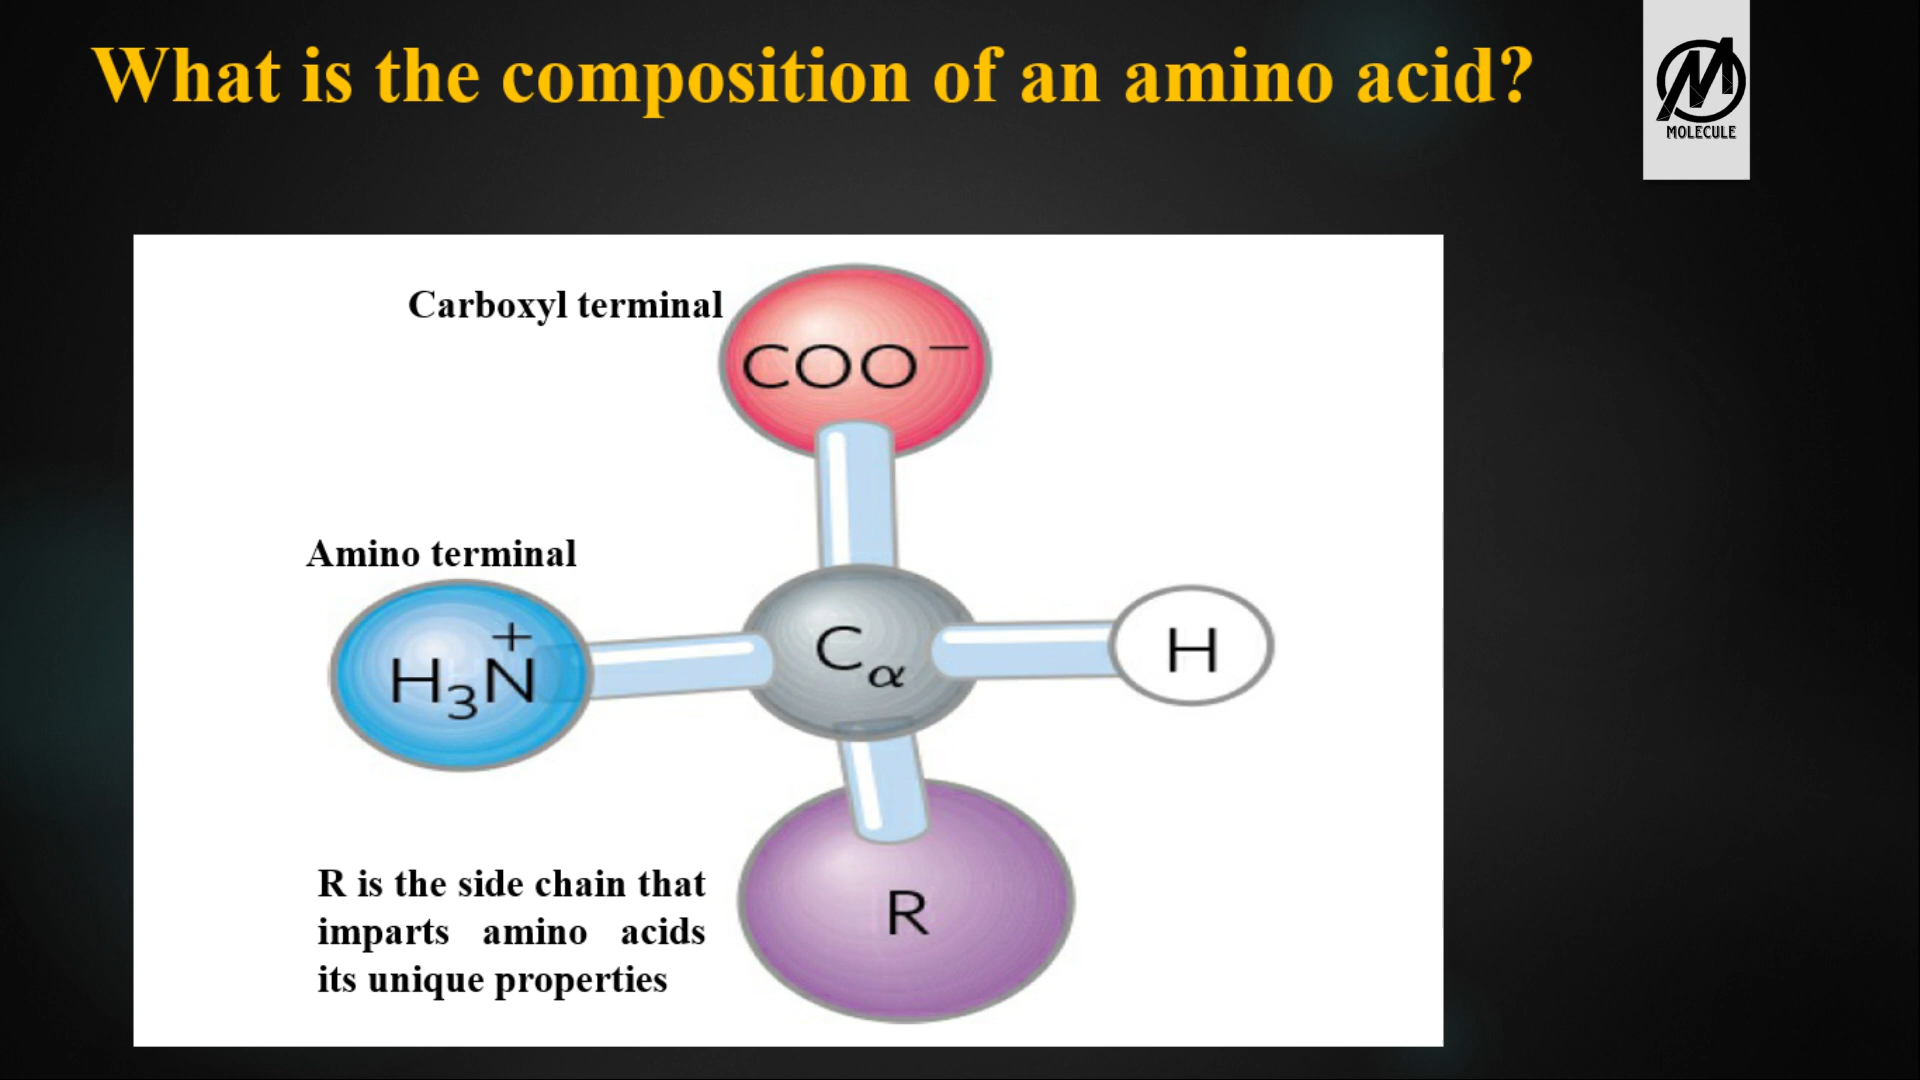 What is the composition of an amino acid?
MOLECULE
Carboxyl terminal
COO⁻
Amino terminal
H₃N⁺
Cα
H
R is the side chain that
imparts amino acids
its unique properties
R